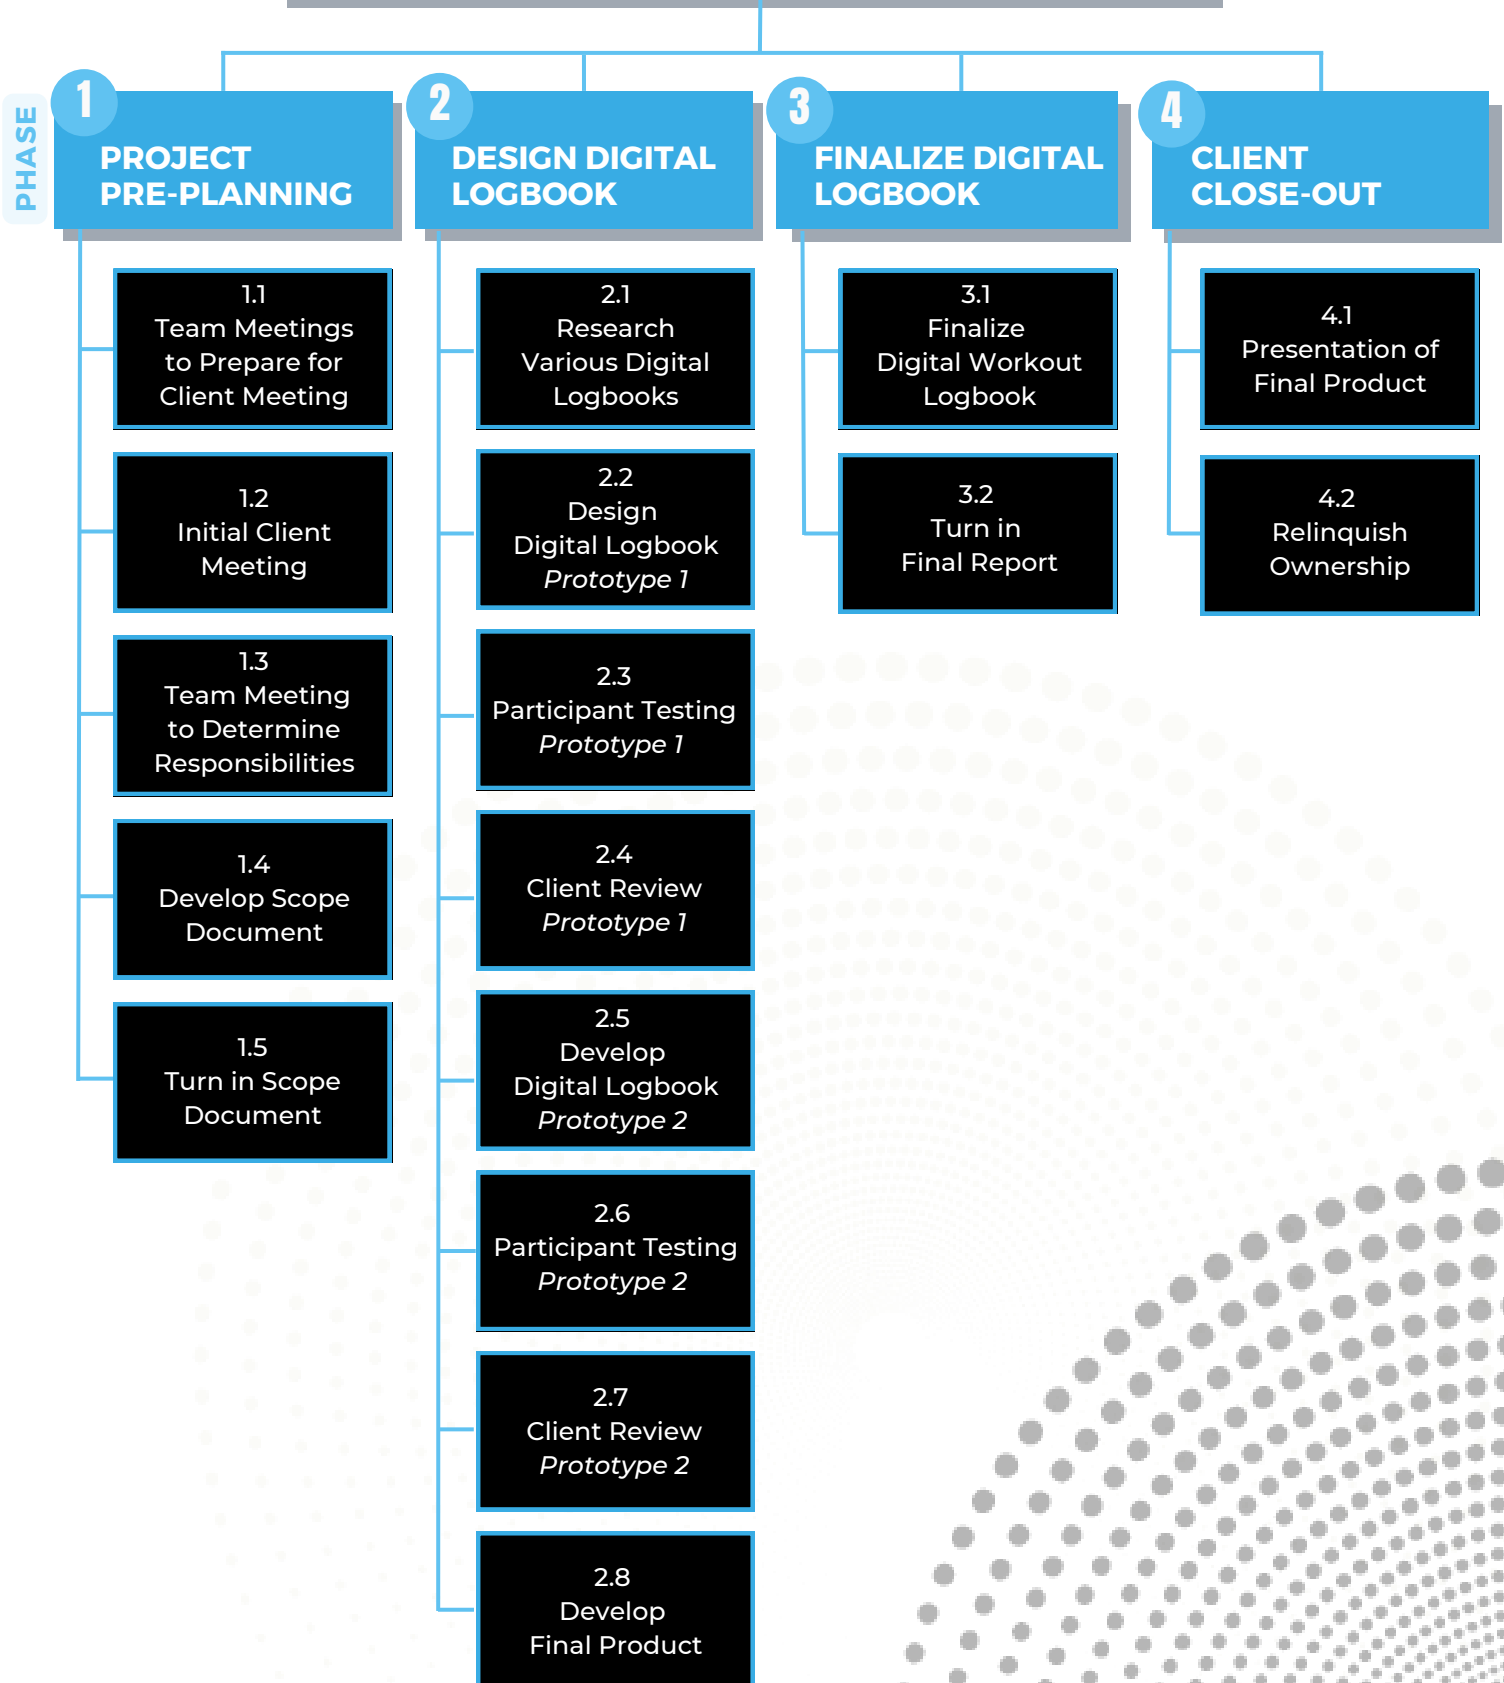 PHASE
1
PROJECT
PRE-PLANNING
1.1
Team Meetings
to Prepare for
Client Meeting
1.2
Initial Client
Meeting
1.3
Team Meeting
to Determine
Responsibilities
1.4
Develop Scope
Document
1.5
Turn in Scope
Document
2
DESIGN DIGITAL
LOGBOOK
2.1
Research
Various Digital
Logbooks
2.2
Design
Digital Logbook
Prototype 1
2.3
Participant Testing
Prototype 1
2.4
Client Review
Prototype 1
2.5
Develop
Digital Logbook
Prototype 2
2.6
Participant Testing
Prototype 2
2.7
Client Review
Prototype 2
2.8
Develop
Final Product
3
FINALIZE DIGITAL
LOGBOOK
3.1
Finalize
Digital Workout
Logbook
3.2
Turn in
Final Report
4
CLIENT
CLOSE-OUT
4.1
Presentation of
Final Product
4.2
Relinquish
Ownership